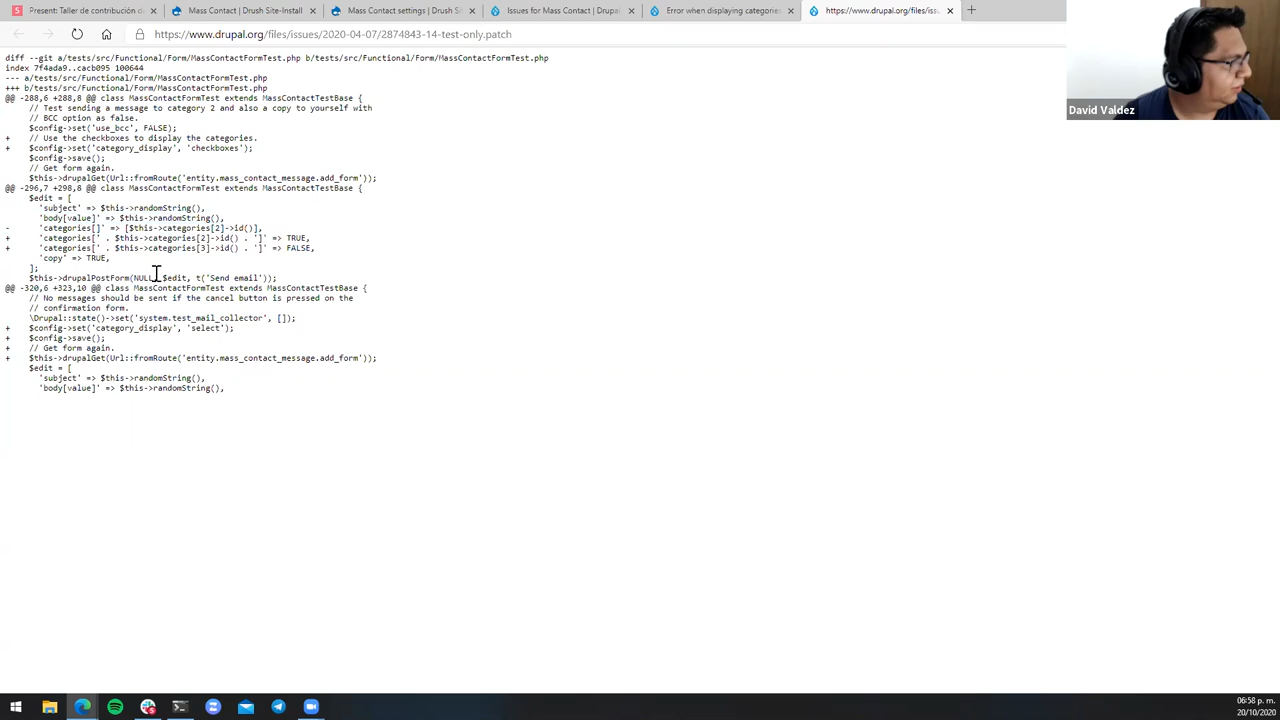 Present: Taller de contribución d
Mass Contact | Drush Site-Install
Mass Contact settings | Drush S
Issues for Mass Contact | Drupal
Error when displaying categories
https://www.drupal.org/files/iss
https://www.drupal.org/files/issues/2020-04-07/2874843-14-test-only.patch
diff --git a/tests/src/Functional/Form/MassContactFormTest.php b/tests/src/Functional/Form/MassContactFormTest.php
index 7f4ada9..cacb095 100644
--- a/tests/src/Functional/Form/MassContactFormTest.php
+++ b/tests/src/Functional/Form/MassContactFormTest.php
@@ -288,6 +288,8 @@ class MassContactFormTest extends MassContactTestBase {
// Test sending a message to category 2 and also a copy to yourself with
// BCC option as false.
$config->set('use_bcc', FALSE);
+ // Use the checkboxes to display the categories.
+ $config->set('category_display', 'checkboxes');
$config->save();
// Get form again.
$this->drupalGet(Url::fromRoute('entity.mass_contact_message.add_form'));
@@ -296,7 +298,8 @@ class MassContactFormTest extends MassContactTestBase {
$edit = [
'subject' => $this->randomString(),
'body[value]' => $this->randomString(),
- 'categories[]' => [$this->categories[2]->id()],
+ 'categories[' . $this->categories[2]->id() . ']' => TRUE,
+ 'categories[' . $this->categories[3]->id() . ']' => FALSE,
'copy' => TRUE,
];
$this->drupalPostForm(NULL, $edit, t('Send email'));
@@ -320,6 +323,10 @@ class MassContactFormTest extends MassContactTestBase {
// No messages should be sent if the cancel button is pressed on the
// confirmation form.
\Drupal::state()->set('system.test_mail_collector', []);
+ $config->set('category_display', 'select');
+ $config->save();
+ // Get form again.
+ $this->drupalGet(Url::fromRoute('entity.mass_contact_message.add_form'));
$edit = [
'subject' => $this->randomString(),
'body[value]' => $this->randomString(),
David Valdez
06:58 p. m.
20/10/2020